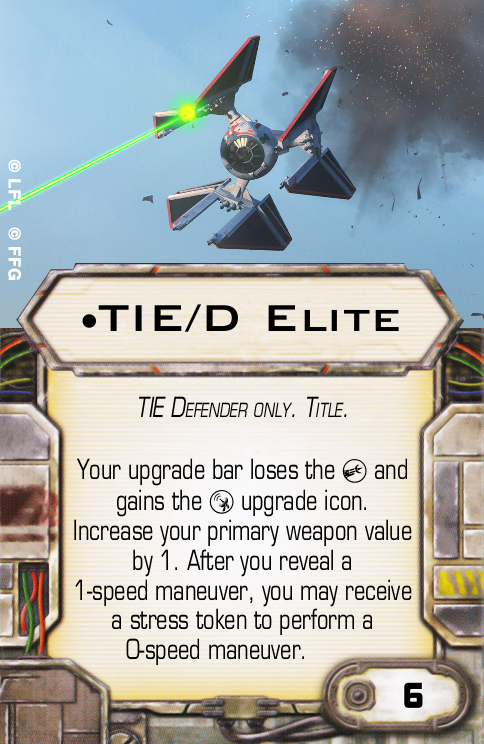 © LFL © FFG
•TIE/D Elite
TIE Defender only. Title.
Your upgrade bar loses the and
gains the upgrade icon.
Increase your primary weapon value
by 1. After you reveal a
1-speed maneuver, you may receive
a stress token to perform a
0-speed maneuver.
6